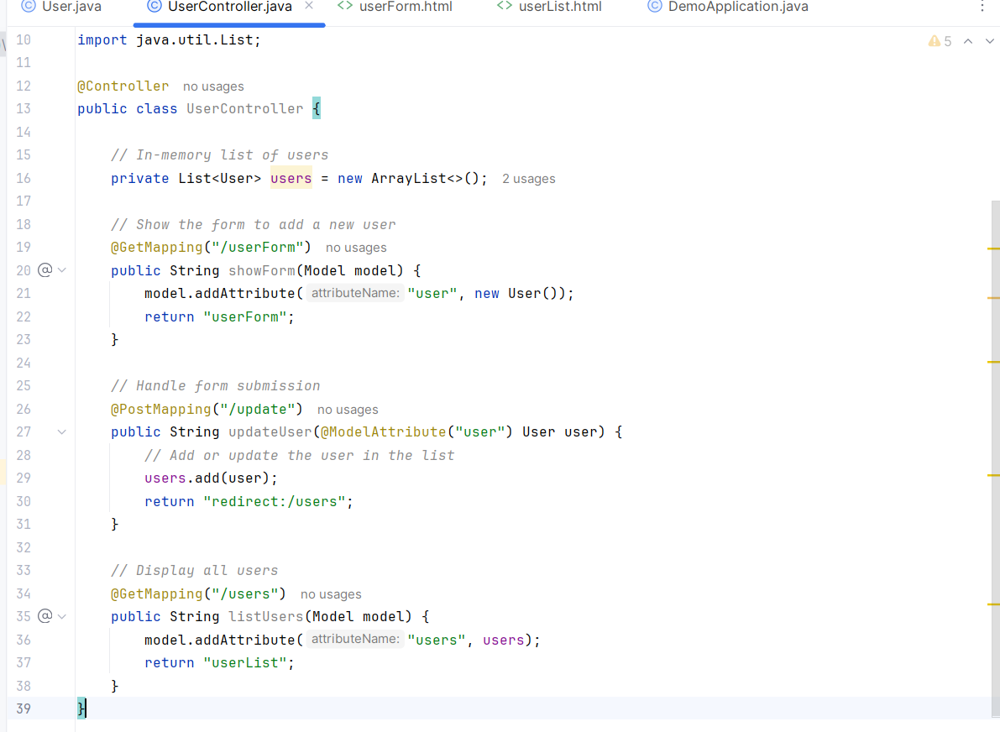 User.java UserController.java userForm.html userList.html DemoApplication.java
10 import java.util.List;
11
12 @Controller no usages
13 public class UserController {
14
15 // In-memory list of users
16 private List<User> users = new ArrayList<>(); 2 usages
17
18 // Show the form to add a new user
19 @GetMapping("/userForm") no usages
20 public String showForm(Model model) {
21 model.addAttribute( attributeName: "user", new User());
22 return "userForm";
23 }
24
25 // Handle form submission
26 @PostMapping("/update") no usages
27 public String updateUser(@ModelAttribute("user") User user) {
28 // Add or update the user in the list
29 users.add(user);
30 return "redirect:/users";
31 }
32
33 // Display all users
34 @GetMapping("/users") no usages
35 public String listUsers(Model model) {
36 model.addAttribute( attributeName: "users", users);
37 return "userList";
38 }
39 }
5